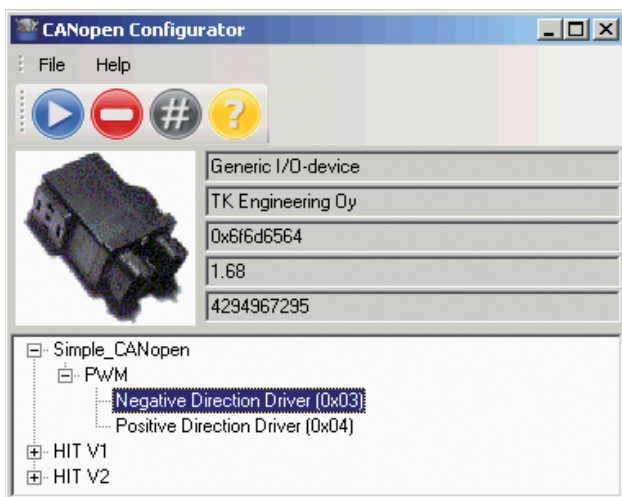 CANopen Configurator
File Help
# ?
Generic I/O-device
TK Engineering Oy
0x6f6d6564
1.68
4294967295
Simple_CANopen
PWM
Negative Direction Driver (0x03)
Positive Direction Driver (0x04)
HIT V1
HIT V2